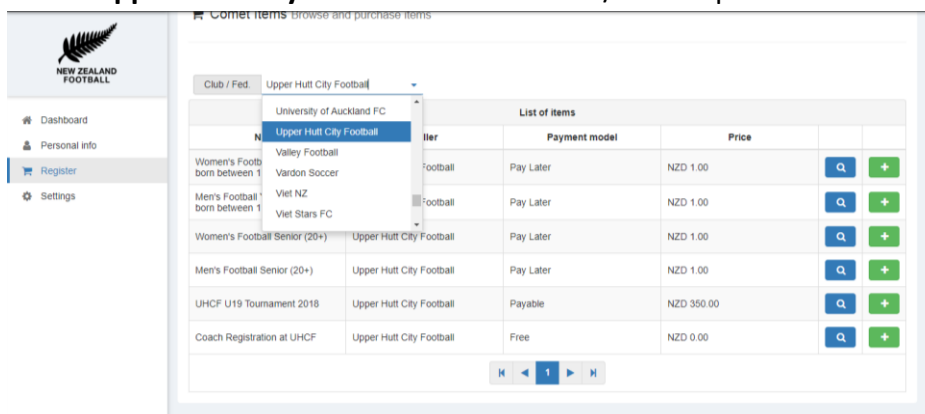 Comet Items Browse and purchase items
NEW ZEALAND
FOOTBALL
Club / Fed. Upper Hutt City Football
Dashboard
Personal info
Register
Settings
University of Auckland FC
Upper Hutt City Football
Valley Football
Vardon Soccer
Viet NZ
Viet Stars FC
List of items
N ller Payment model Price
Women's Footb Football Pay Later NZD 1.00
born between 1
Men's Football Football Pay Later NZD 1.00
born between 1
Women's Football Senior (20+) Upper Hutt City Football Pay Later NZD 1.00
Men's Football Senior (20+) Upper Hutt City Football Pay Later NZD 1.00
UHCF U19 Tournament 2018 Upper Hutt City Football Payable NZD 350.00
Coach Registration at UHCF Upper Hutt City Football Free NZD 0.00
1